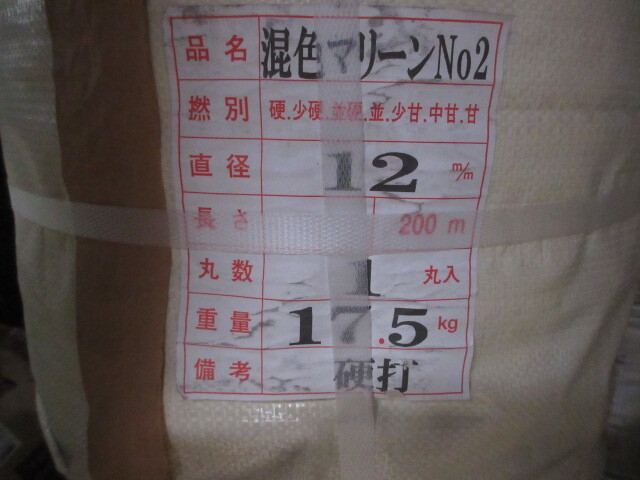 品名 混色マリーンNo2
撚別 硬.少硬.並硬.並.少甘.中甘.甘
直径 12 m/m
長さ 200 m
丸数 1 丸入
重量 17.5 kg
備考 硬打